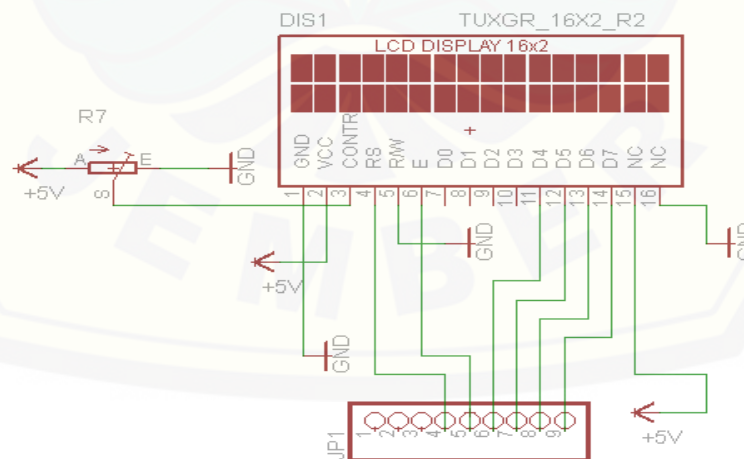 DIS1 TUXGR_16X2_R2
LCD DISPLAY 16x2
R7
A E
S
+5V
GND
GND VCC CONTR RS R/W E D0 D1 D2 D3 D4 D5 D6 D7 NC NC
1 2 3 4 5 6 7 8 9 10 11 12 13 14 15 16
GND
GND
+5V
GND
JP1
1 2 3 4 5 6 7 8 9
+5V
EMBER